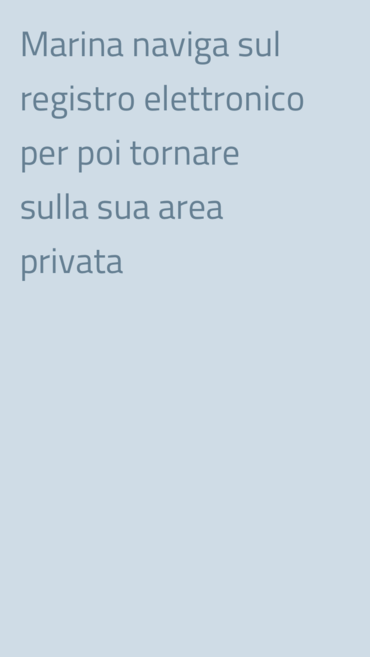 Marina naviga sul
registro elettronico
per poi tornare
sulla sua area
privata